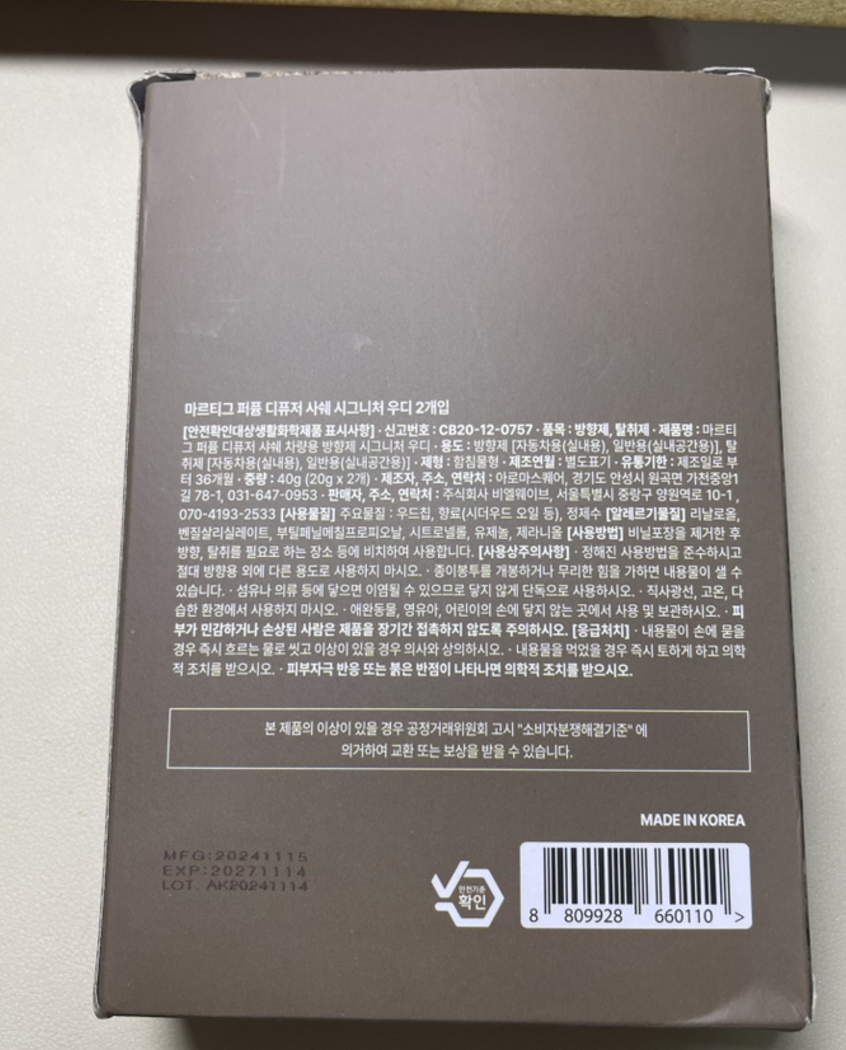 마르티그 퍼퓸 디퓨저 사쉐 시그니처 우디 2개입
[안전확인대상생활화학제품 표시사항] · 신고번호 : CB20-12-0757 · 품목 : 방향제, 탈취제 · 제품명 : 마르티
그 퍼퓸 디퓨저 샤쉐 차량용 방향제 시그니처 우디 · 용도 : 방향제 [자동차용(실내용), 일반용(실내공간용)], 탈
취제 [자동차용(실내용), 일반용(실내공간용)] · 제형 : 함침물형 · 제조연월 : 별도표기 · 유통기한 : 제조일로 부
터 36개월 · 중량 : 40g (20g x 2개) · 제조자, 주소, 연락처 : 아로마스퀘어, 경기도 안성시 원곡면 가천중앙1
길 78-1, 031-647-0953 · 판매자, 주소, 연락처 : 주식회사 비엘웨이브, 서울특별시 중랑구 양원역로 10-1 ,
070-4193-2533 [사용물질] 주요물질 : 우드칩, 향료(시더우드 오일 등), 정제수 [알레르기물질] 리날로올,
벤질살리실레이트, 부틸페닐메칠프로피오날, 시트로넬롤, 유제놀, 제라니올 [사용방법] 비닐포장을 제거한 후
방향, 탈취를 필요로 하는 장소 등에 비치하여 사용합니다. [사용상주의사항] · 정해진 사용방법을 준수하시고
절대 방향용 외에 다른 용도로 사용하지 마시오. · 종이봉투를 개봉하거나 무리한 힘을 가하면 내용물이 샐 수
있습니다. · 섬유나 의류 등에 닿으면 이염될 수 있으므로 닿지 않게 단독으로 사용하시오. · 직사광선, 고온, 다
습한 환경에서 사용하지 마시오. · 애완동물, 영유아, 어린이의 손에 닿지 않는 곳에서 사용 및 보관하시오. · 피
부가 민감하거나 손상된 사람은 제품을 장기간 접촉하지 않도록 주의하시오. [응급처치] · 내용물이 손에 묻을
경우 즉시 흐르는 물로 씻고 이상이 있을 경우 의사와 상의하시오. · 내용물을 먹었을 경우 즉시 토하게 하고 의학
적 조치를 받으시오. · 피부자극 반응 또는 붉은 반점이 나타나면 의학적 조치를 받으시오.
본 제품의 이상이 있을 경우 공정거래위원회 고시 "소비자분쟁해결기준" 에
의거하여 교환 또는 보상을 받을 수 있습니다.
MADE IN KOREA
MFG:20241115
EXP:20271114
LOT. AK20241114
안전기준
확인
8 809928 660110 >